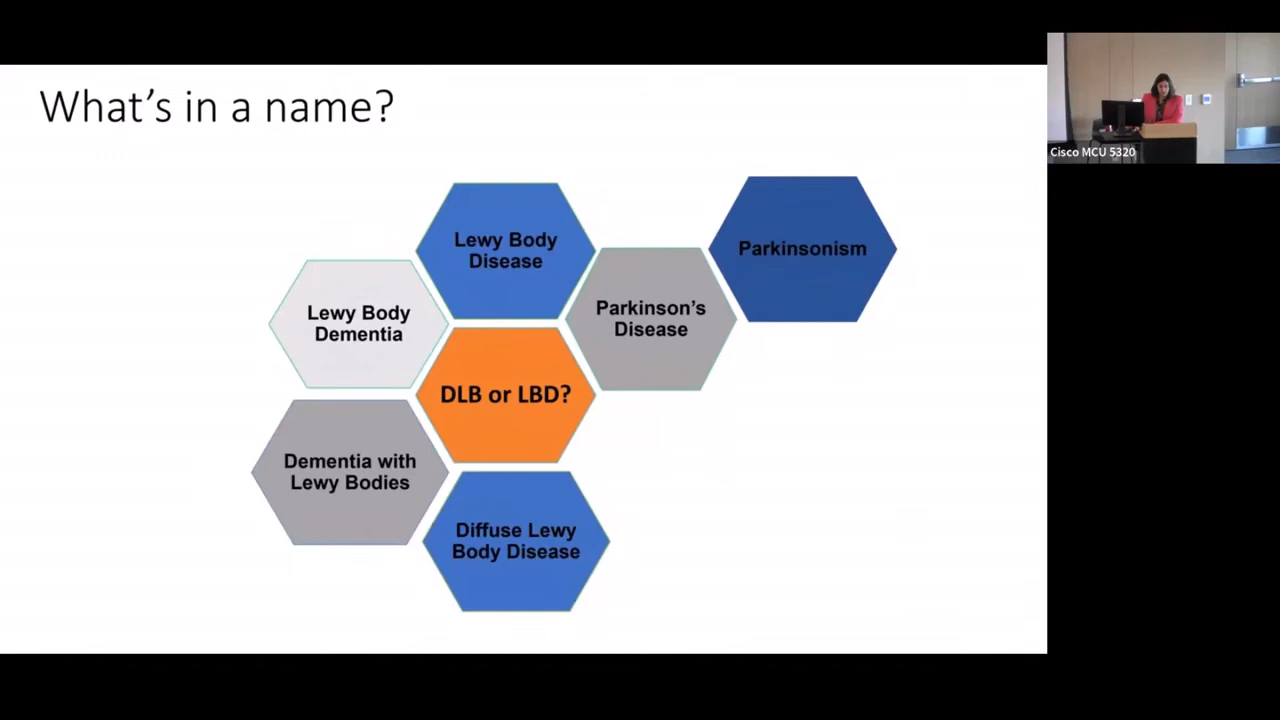 What's in a name?
Cisco MCU 5320
Lewy Body
Disease
Parkinsonism
Lewy Body
Dementia
Parkinson's
Disease
DLB or LBD?
Dementia with
Lewy Bodies
Diffuse Lewy
Body Disease